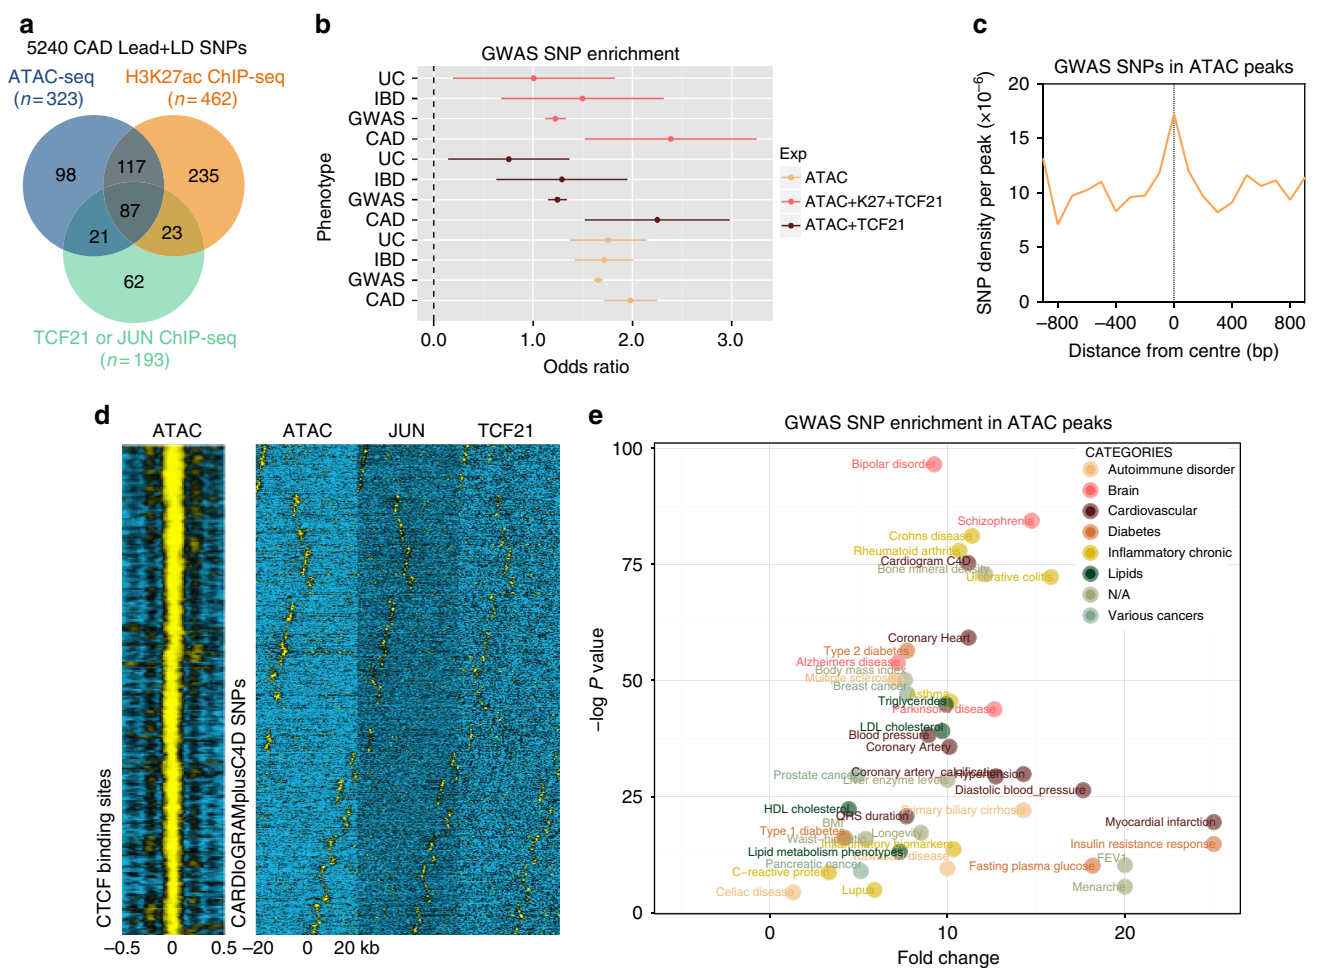 a
5240 CAD Lead+LD SNPs
ATAC-seq
(n=323)
H3K27ac ChIP-seq
(n=462)
98
117
235
87
21
23
62
TCF21 or JUN ChIP-seq
(n=193)
b
GWAS SNP enrichment
Phenotype
UC
IBD
GWAS
CAD
UC
IBD
GWAS
CAD
UC
IBD
GWAS
CAD
0.0 1.0 2.0 3.0
Odds ratio
Exp
ATAC
ATAC+K27+TCF21
ATAC+TCF21
c
GWAS SNPs in ATAC peaks
SNP density per peak (×10⁻⁶)
20
15
10
5
0
−800 −400 0 400 800
Distance from centre (bp)
d
ATAC
ATAC JUN TCF21
CTCF binding sites
CARDIoGRAMplusC4D SNPs
−0.5 0 0.5
−20 0 20 kb
e
GWAS SNP enrichment in ATAC peaks
−log P value
100
75
50
25
0
0 10 20
Fold change
CATEGORIES
Autoimmune disorder
Brain
Cardiovascular
Diabetes
Inflammatory chronic
Lipids
N/A
Various cancers
Bipolar disorder
Schizophrenia
Crohns disease
Rheumatoid arthritis
Cardiogram C4D
Bone mineral density
Ulcerative colitis
Coronary Heart
Type 2 diabetes
Alzheimers disease
Body mass index
Multiple sclerosis
Breast cancer
Asthma
Triglycerides
Parkinsons disease
LDL cholesterol
Blood pressure
Coronary Artery
Prostate cancer
Coronary artery_calcification
Hypertension
Liver enzyme levels
Diastolic blood_pressure
HDL cholesterol
QRS duration
Primary biliary cirrhosis
Myocardial infarction
BMI
Type 1 diabetes
Longevity
Inflammatory biomarkers
Insulin resistance response
Lipid metabolism phenotypes
FEV1
Pancreatic cancer
Fasting plasma glucose
C−reactive protein
Menarche
Celiac disease
Lupus